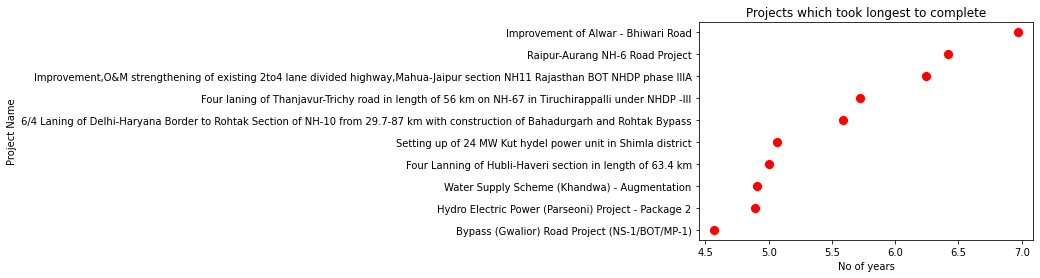 Projects which took longest to complete
Improvement of Alwar - Bhiwari Road
Raipur-Aurang NH-6 Road Project
Improvement,O&M strengthening of existing 2to4 lane divided highway,Mahua-Jaipur section NH11 Rajasthan BOT NHDP phase IIIA
Four laning of Thanjavur-Trichy road in length of 56 km on NH-67 in Tiruchirappalli under NHDP -III
6/4 Laning of Delhi-Haryana Border to Rohtak Section of NH-10 from 29.7-87 km with construction of Bahadurgarh and Rohtak Bypass
Setting up of 24 MW Kut hydel power unit in Shimla district
Four Lanning of Hubli-Haveri section in length of 63.4 km
Water Supply Scheme (Khandwa) - Augmentation
Hydro Electric Power (Parseoni) Project - Package 2
Bypass (Gwalior) Road Project (NS-1/BOT/MP-1)
Project Name
4.5 5.0 5.5 6.0 6.5 7.0
No of years